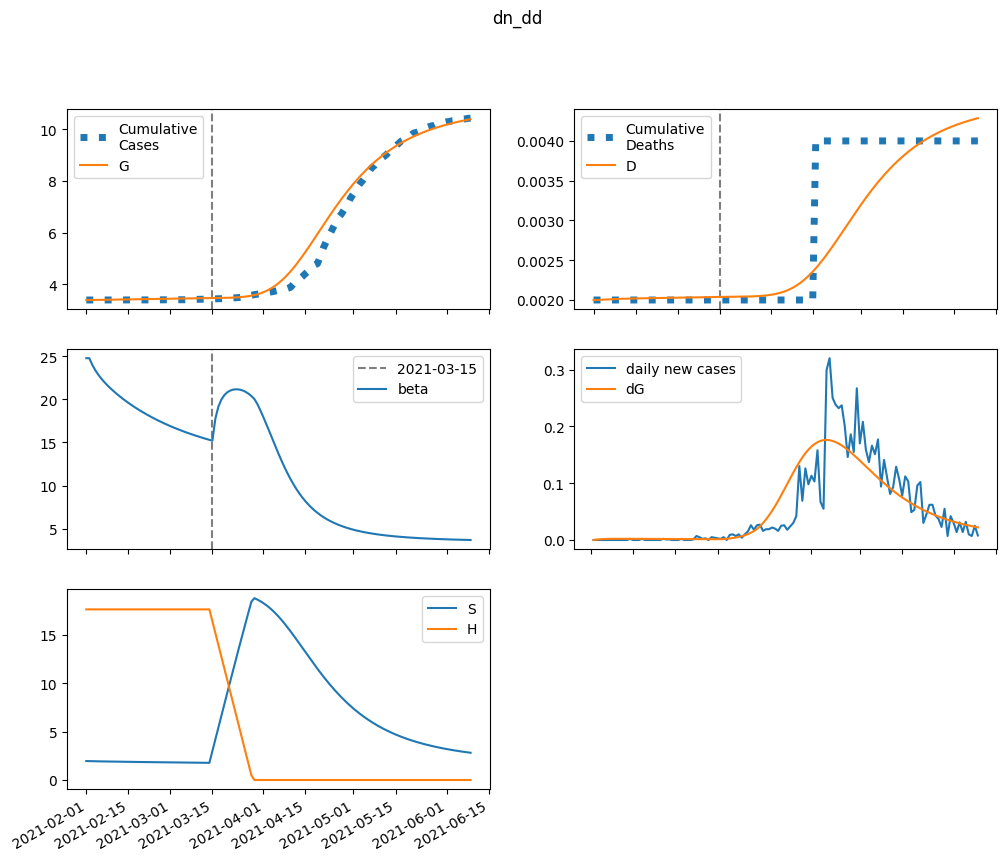 dn_dd
Cumulative
Cases
G
10
8
6
4
Cumulative
Deaths
D
0.0040
0.0035
0.0030
0.0025
0.0020
2021-03-15
beta
25
20
15
10
5
daily new cases
dG
0.3
0.2
0.1
0.0
S
H
15
10
5
0
2021-02-01
2021-02-15
2021-03-01
2021-03-15
2021-04-01
2021-04-15
2021-05-01
2021-05-15
2021-06-01
2021-06-15